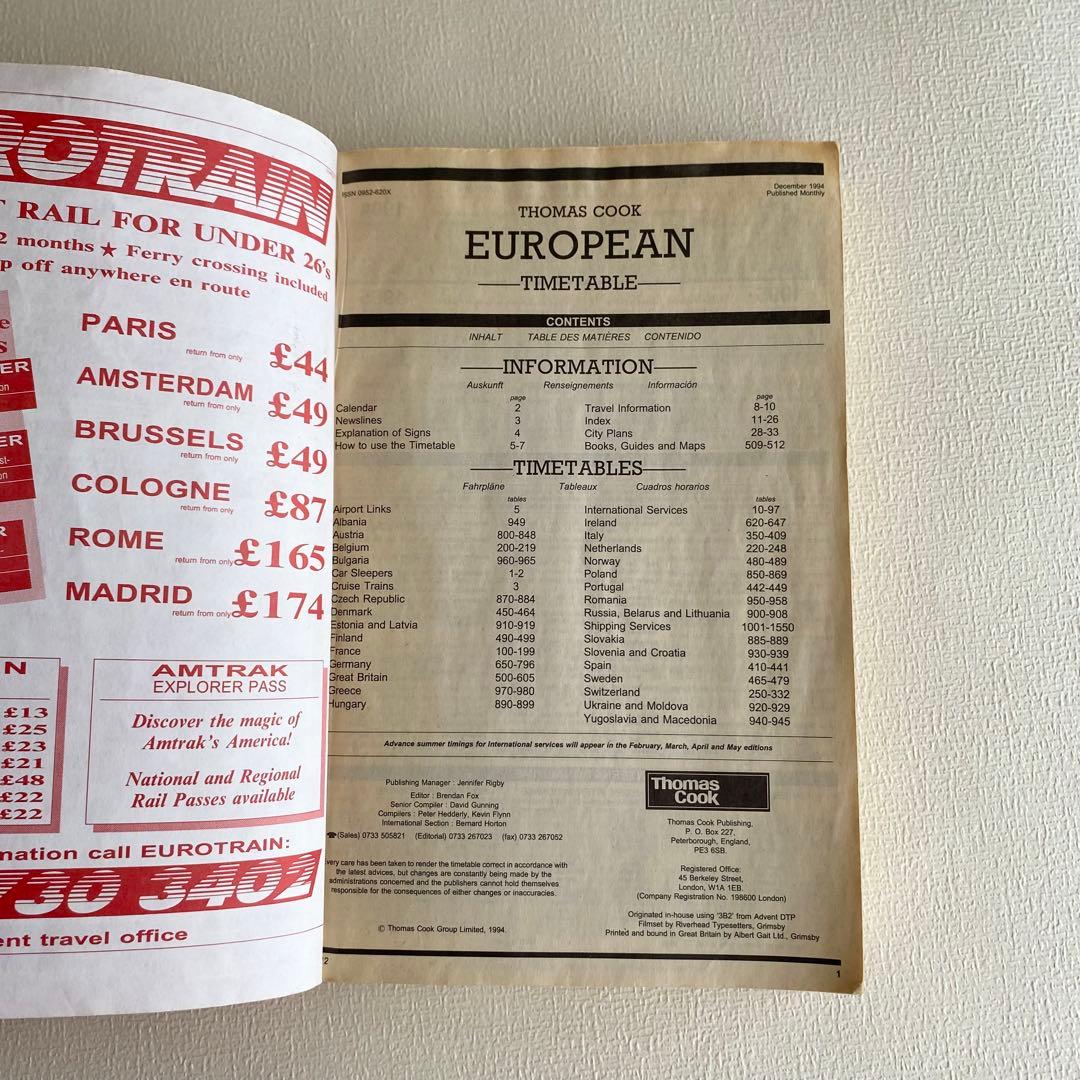 ROTRAIN
RAIL FOR UNDER 26's
2 months ★ Ferry crossing included
p off anywhere en route
PARIS
return from only £44
AMSTERDAM
return from only £49
BRUSSELS
return from only £49
COLOGNE
return from only £87
ROME
return from only £165
MADRID
return from only £174
N
£13
£25
£23
£21
£48
£22
£22
AMTRAK
EXPLORER PASS
Discover the magic of
Amtrak's America!
National and Regional
Rail Passes available
mation call EUROTRAIN:
730 3402
ent travel office
ISSN 0952-620X
December 1994
Published Monthly
THOMAS COOK
EUROPEAN
TIMETABLE
CONTENTS
INHALT TABLE DES MATIÈRES CONTENIDO
INFORMATION
Auskunft Renseignements Información
page page
Calendar 2 Travel Information 8-10
Newslines 3 Index 11-26
Explanation of Signs 4 City Plans 28-33
How to use the Timetable 5-7 Books, Guides and Maps 509-512
TIMETABLES
Fahrpläne Tableaux Cuadros horarios
tables tables
Airport Links 5 International Services 10-97
Albania 949 Ireland 620-647
Austria 800-848 Italy 350-409
Belgium 200-219 Netherlands 220-248
Bulgaria 960-965 Norway 480-489
Car Sleepers 1-2 Poland 850-869
Cruise Trains 3 Portugal 442-449
Czech Republic 870-884 Romania 950-958
Denmark 450-464 Russia, Belarus and Lithuania 900-908
Estonia and Latvia 910-919 Shipping Services 1001-1550
Finland 490-499 Slovakia 885-889
France 100-199 Slovenia and Croatia 930-939
Germany 650-796 Spain 410-441
Great Britain 500-605 Sweden 465-479
Greece 970-980 Switzerland 250-332
Hungary 890-899 Ukraine and Moldova 920-929
Yugoslavia and Macedonia 940-945
Advance summer timings for International services will appear in the February, March, April and May editions
Publishing Manager : Jennifer Rigby
Editor : Brendan Fox
Senior Compiler : David Gunning
Compilers : Peter Hedderly, Kevin Flynn
International Section : Bernard Horton
☎(Sales) 0733 505821 (Editorial) 0733 267023 (fax) 0733 267052
Every care has been taken to render the timetable correct in accordance with
the latest advices, but changes are constantly being made by the
administrations concerned and the publishers cannot hold themselves
responsible for the consequences of either changes or inaccuracies.
© Thomas Cook Group Limited, 1994.
Thomas
Cook
Thomas Cook Publishing,
P. O. Box 227,
Peterborough, England,
PE3 6SB.
Registered Office:
45 Berkeley Street,
London, W1A 1EB.
(Company Registration No. 198600 London)
Originated in-house using '3B2' from Advent DTP
Filmset by Riverhead Typesetters, Grimsby
Printed and bound in Great Britain by Albert Gait Ltd., Grimsby
1